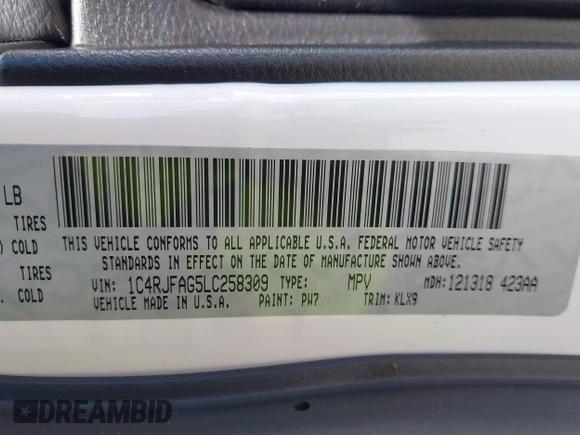 LB
TIRES
COLD
THIS VEHICLE CONFORMS TO ALL APPLICABLE U.S.A. FEDERAL MOTOR VEHICLE SAFETY
STANDARDS IN EFFECT ON THE DATE OF MANUFACTURE SHOWN ABOVE.
TIRES
COLD
VIN: 1C4RJFAG5LC258309 TYPE: MPV MDH: 121318 423AA
VEHICLE MADE IN U.S.A. PAINT: PW7 TRIM: KLX9
DREAMBID